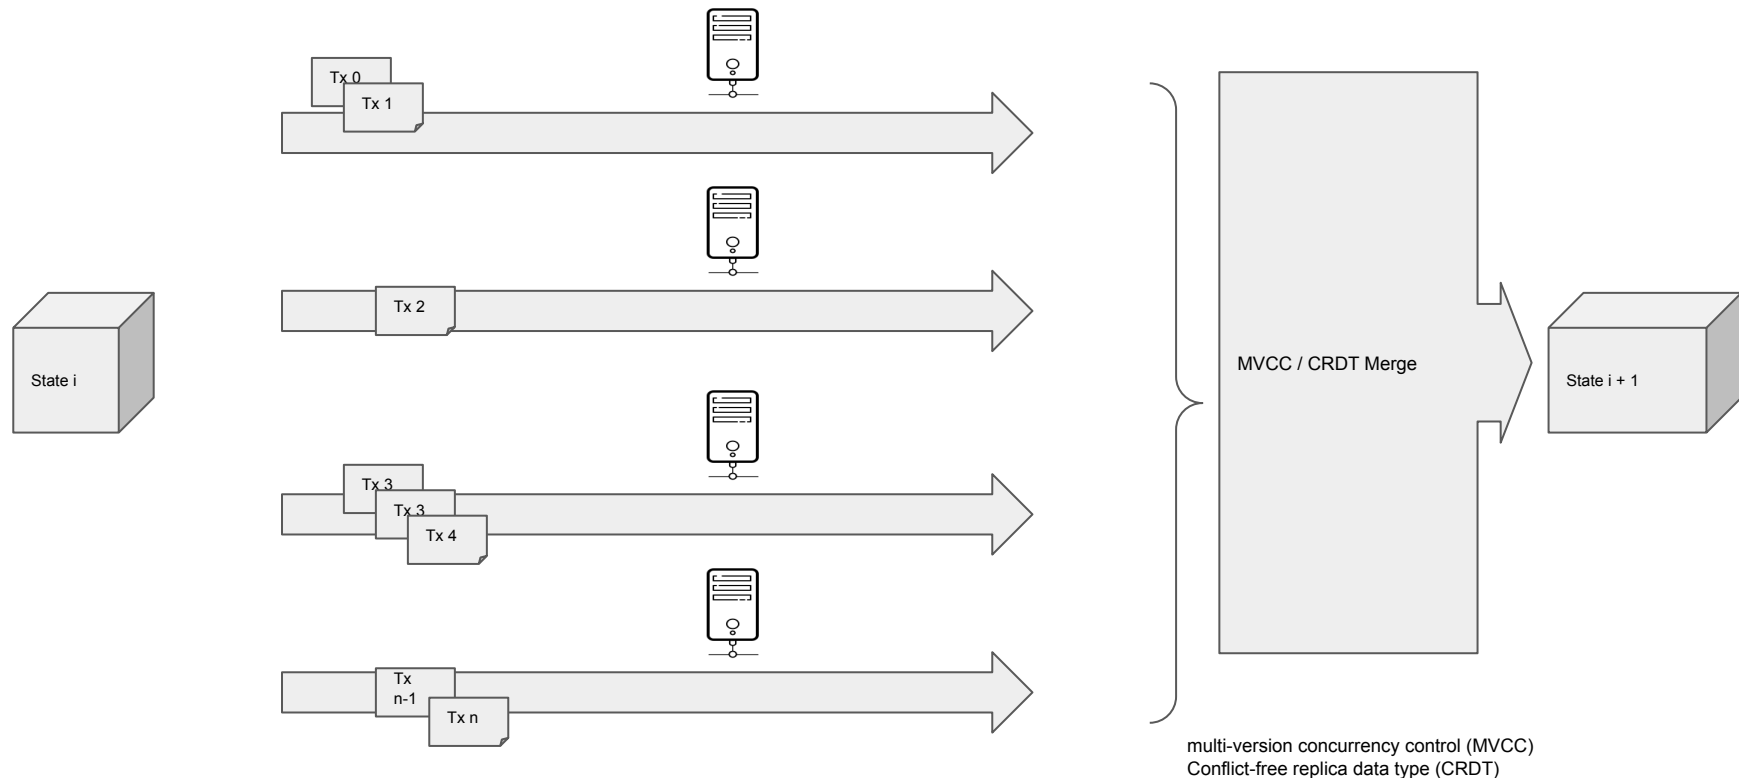 Tx 0
Tx 1
Tx 2
State i
MVCC / CRDT Merge
State i + 1
Tx 3
Tx 3
Tx 4
Tx
n-1
Tx n
multi-version concurrency control (MVCC)
Conflict-free replica data type (CRDT)